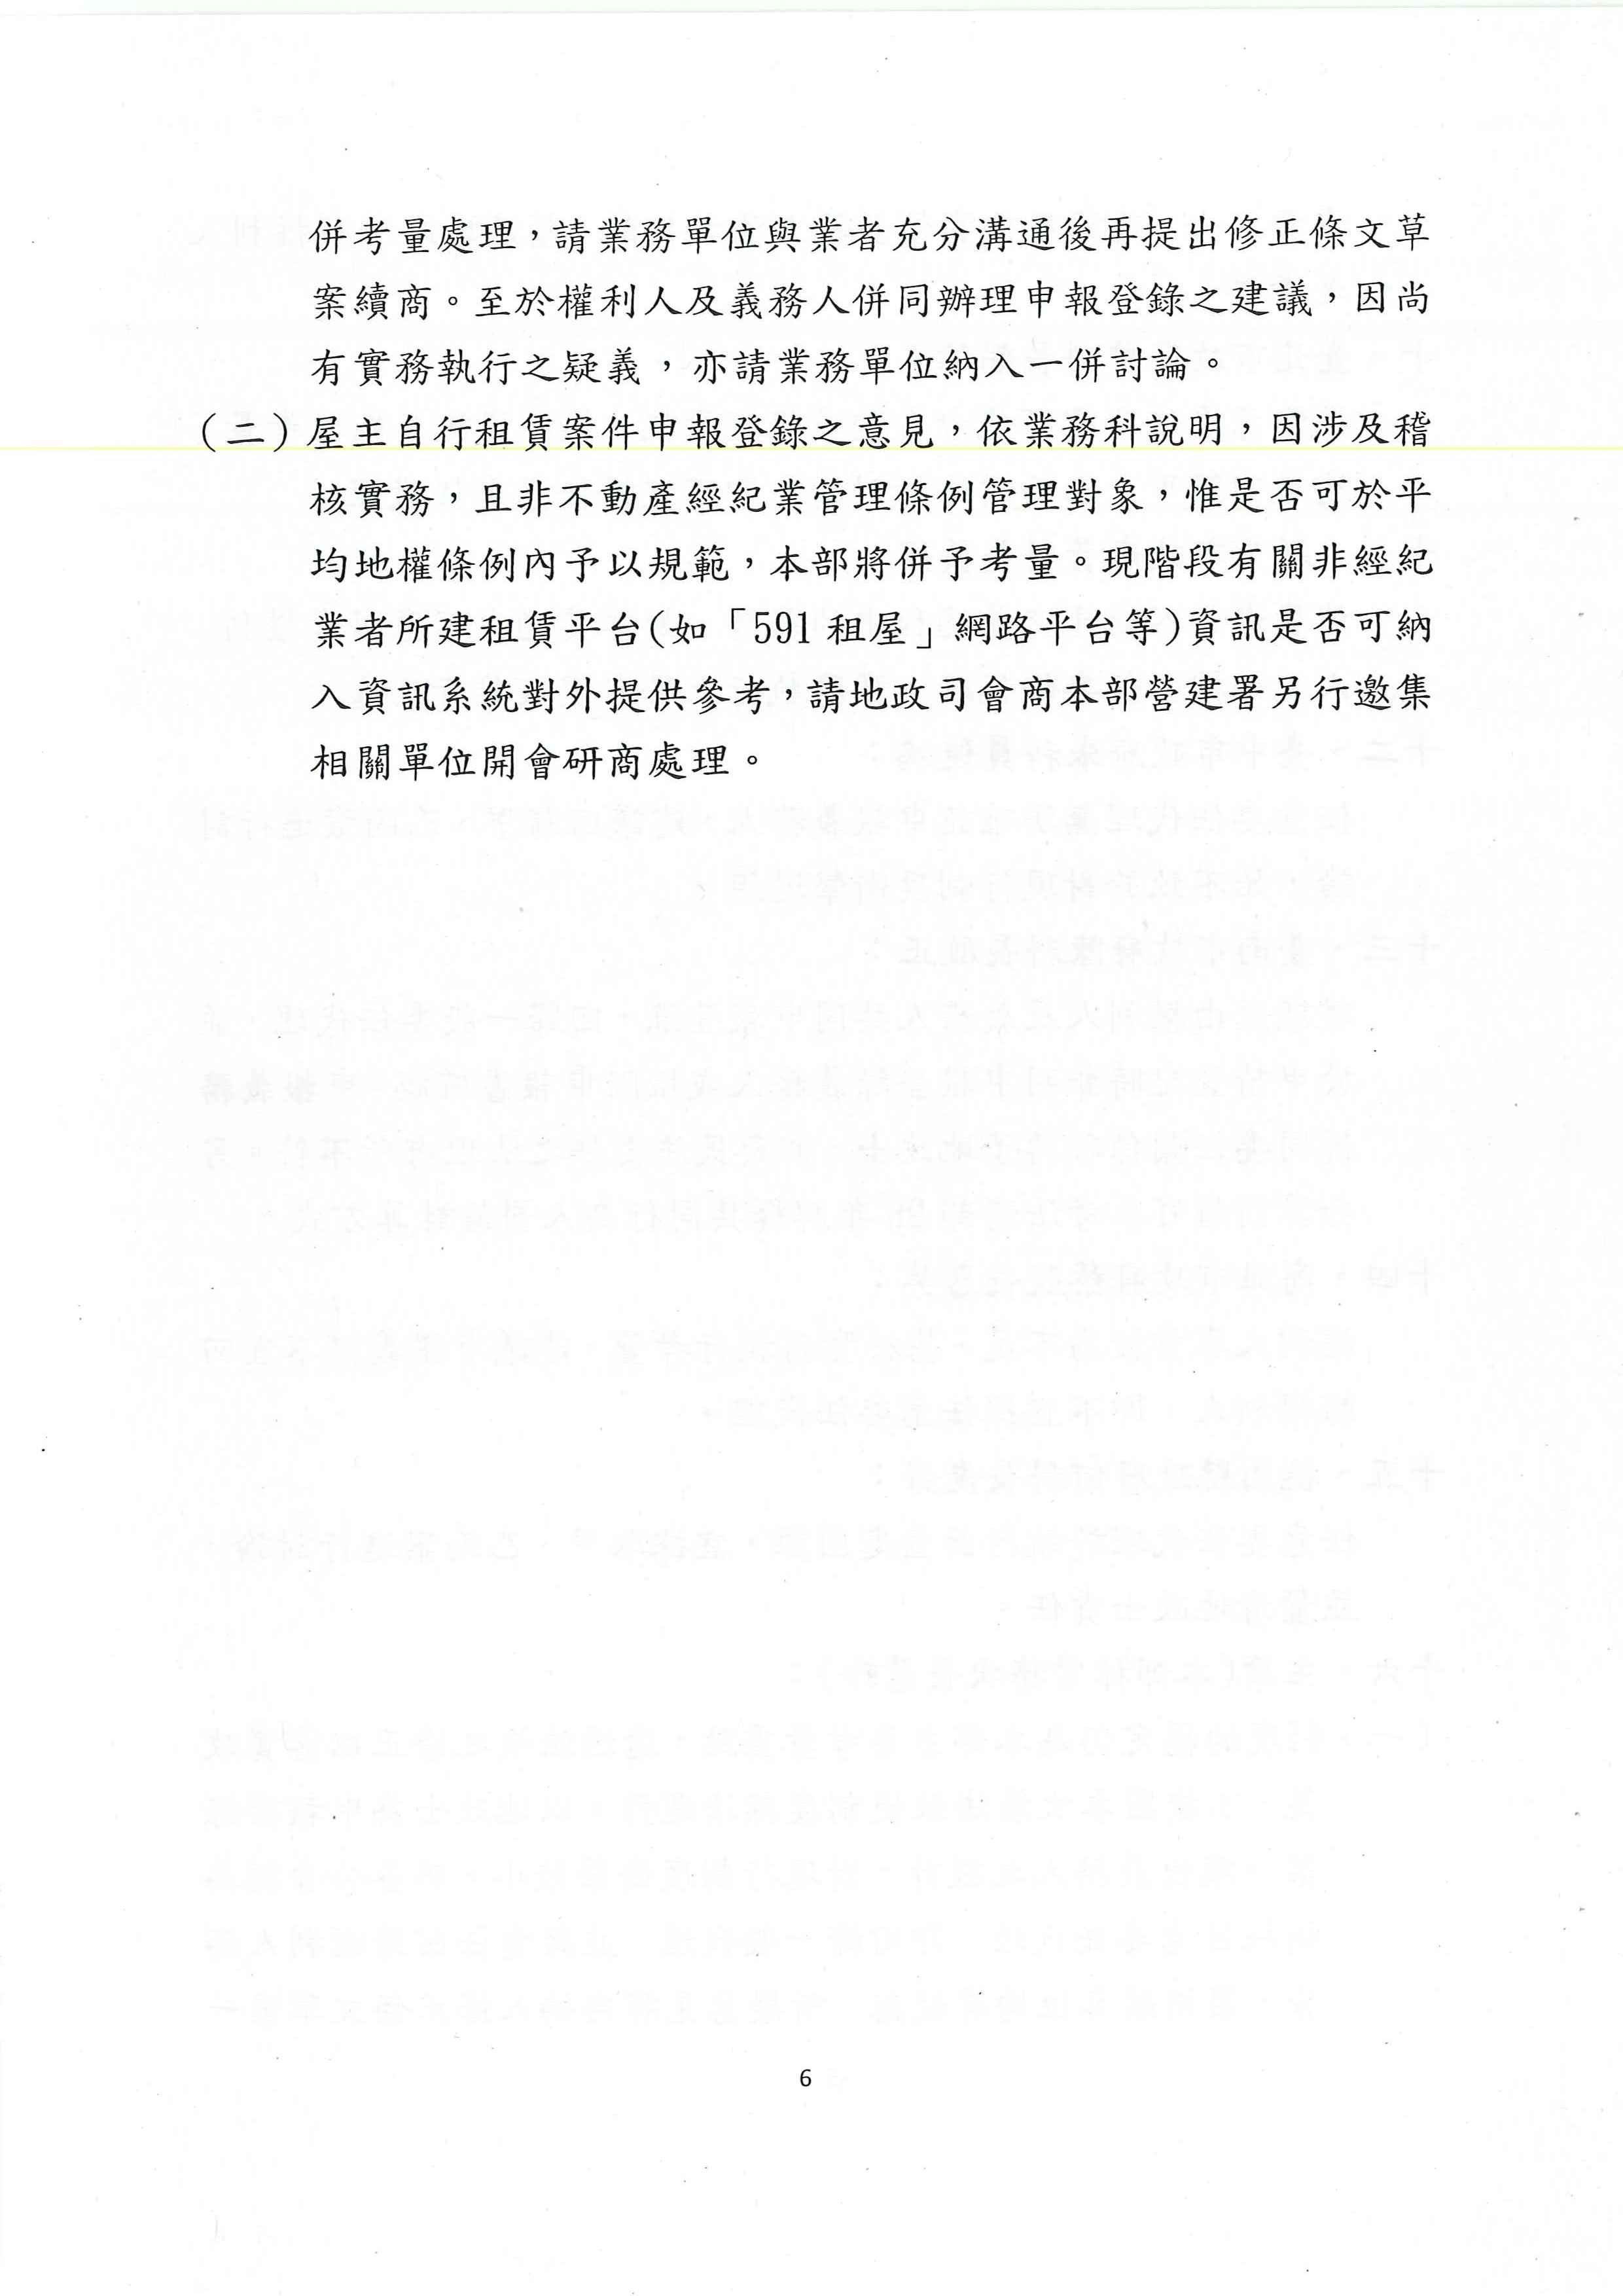 併考量處理，請業務單位與業者充分溝通後再提出修正條文草
案續商。至於權利人及義務人併同辦理申報登錄之建議，因尚
有實務執行之疑義，亦請業務單位納入一併討論。
（二）屋主自行租賃案件申報登錄之意見，依業務科說明，因涉及稽
核實務，且非不動產經紀業管理條例管理對象，惟是否可於平
均地權條例內予以規範，本部將併予考量。現階段有關非經紀
業者所建租賃平台(如「591租屋」網路平台等)資訊是否可納
入資訊系統對外提供參考，請地政司會商本部營建署另行邀集
相關單位開會研商處理。
6